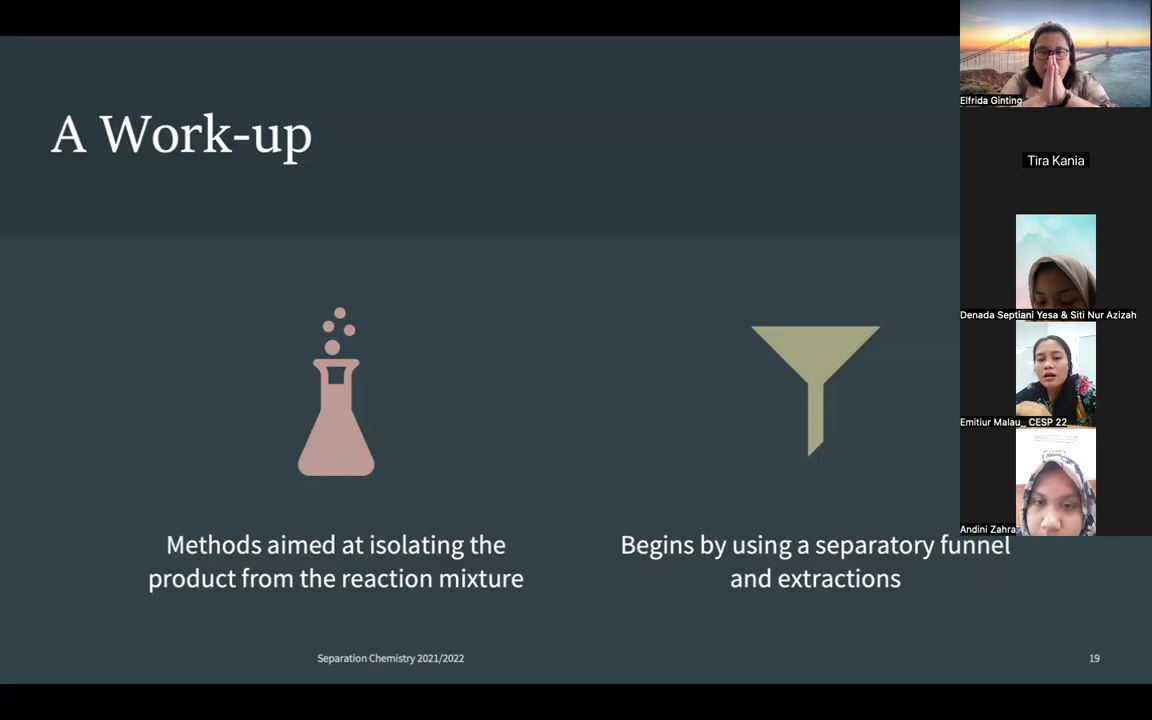 A Work-up
Methods aimed at isolating the
product from the reaction mixture
Begins by using a separatory funnel
and extractions
Separation Chemistry 2021/2022
19
Elfrida Ginting
Tira Kania
Denada Septiani Yesa & Siti Nur Azizah
Emitiur Malau_ CESP 22
Andini Zahra